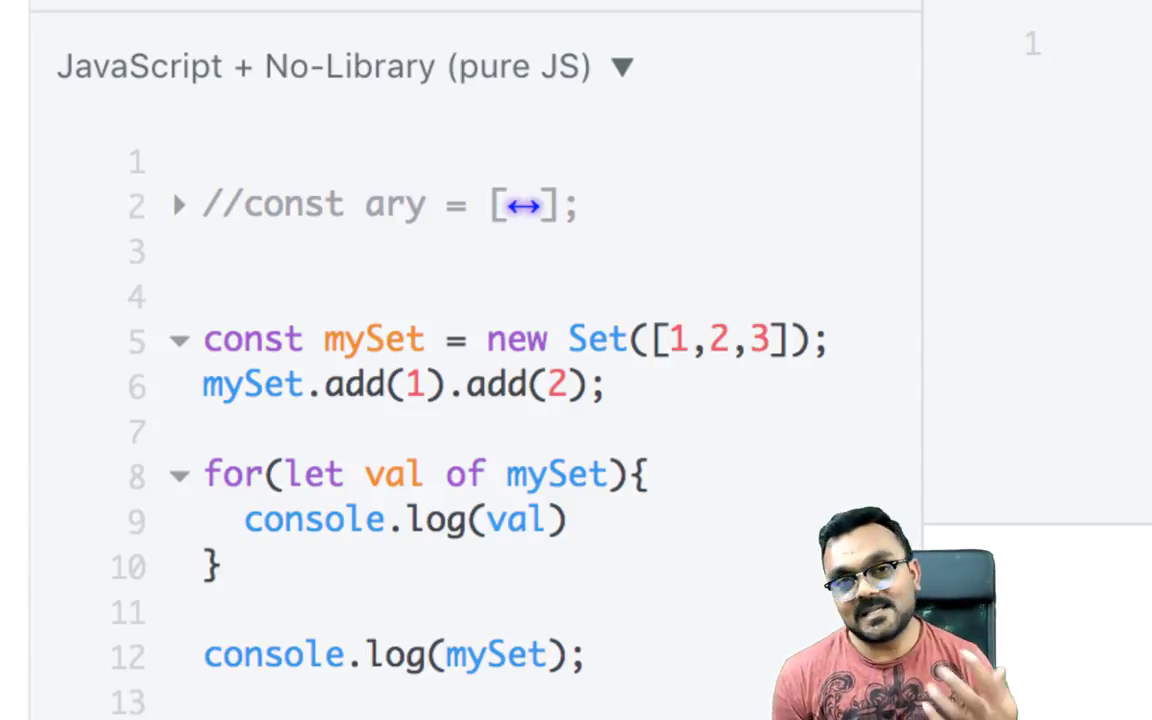 JavaScript + No-Library (pure JS) ▼
1
1
2 //const ary = [↔];
3
4
5 const mySet = new Set([1,2,3]);
6 mySet.add(1).add(2);
7
8 for(let val of mySet){
9 console.log(val)
10 }
11
12 console.log(mySet);
13